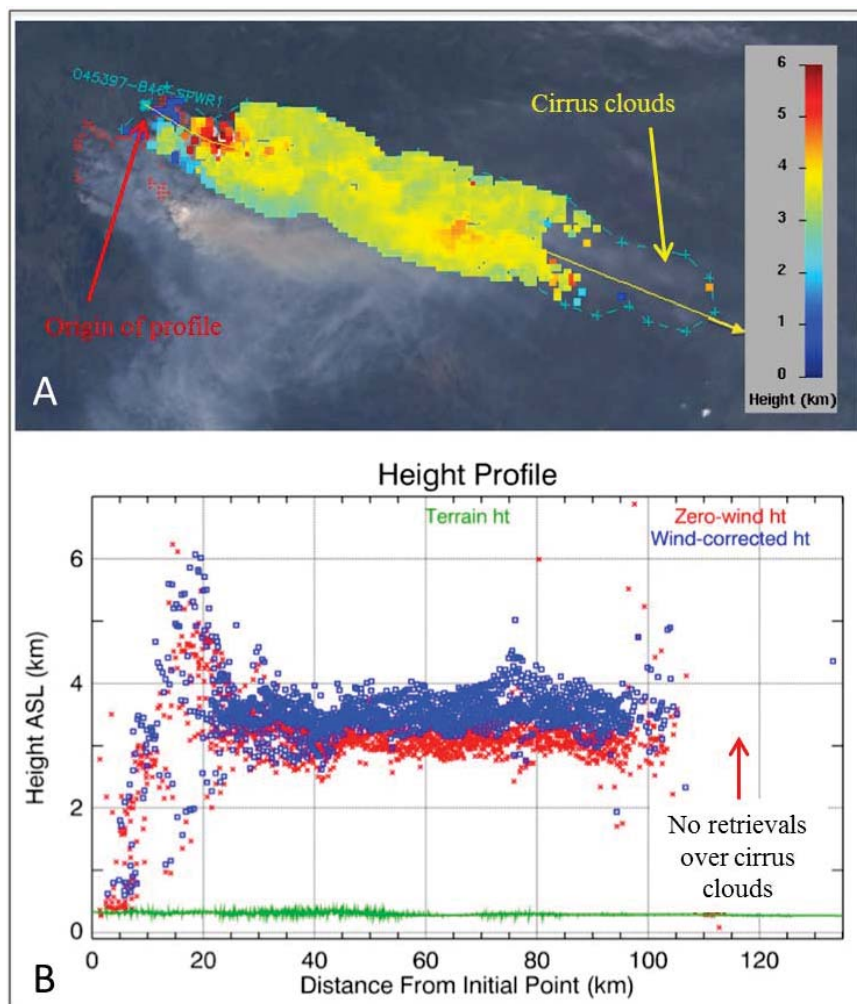 O45397-B40-SPWR1
Cirrus clouds
Origin of profile
6
5
4
3
2
1
0
Height (km)
A
Height Profile
Terrain ht
Zero-wind ht
Wind-corrected ht
Height ASL (km)
6
4
2
0
No retrievals
over cirrus
clouds
0 20 40 60 80 100 120
Distance From Initial Point (km)
B